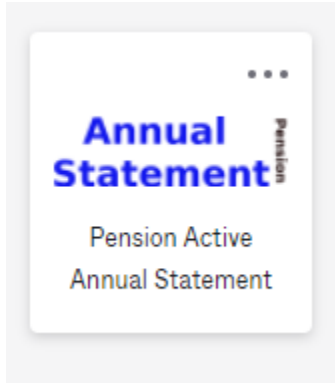 Annual
Statement
Pension
Pension Active
Annual Statement